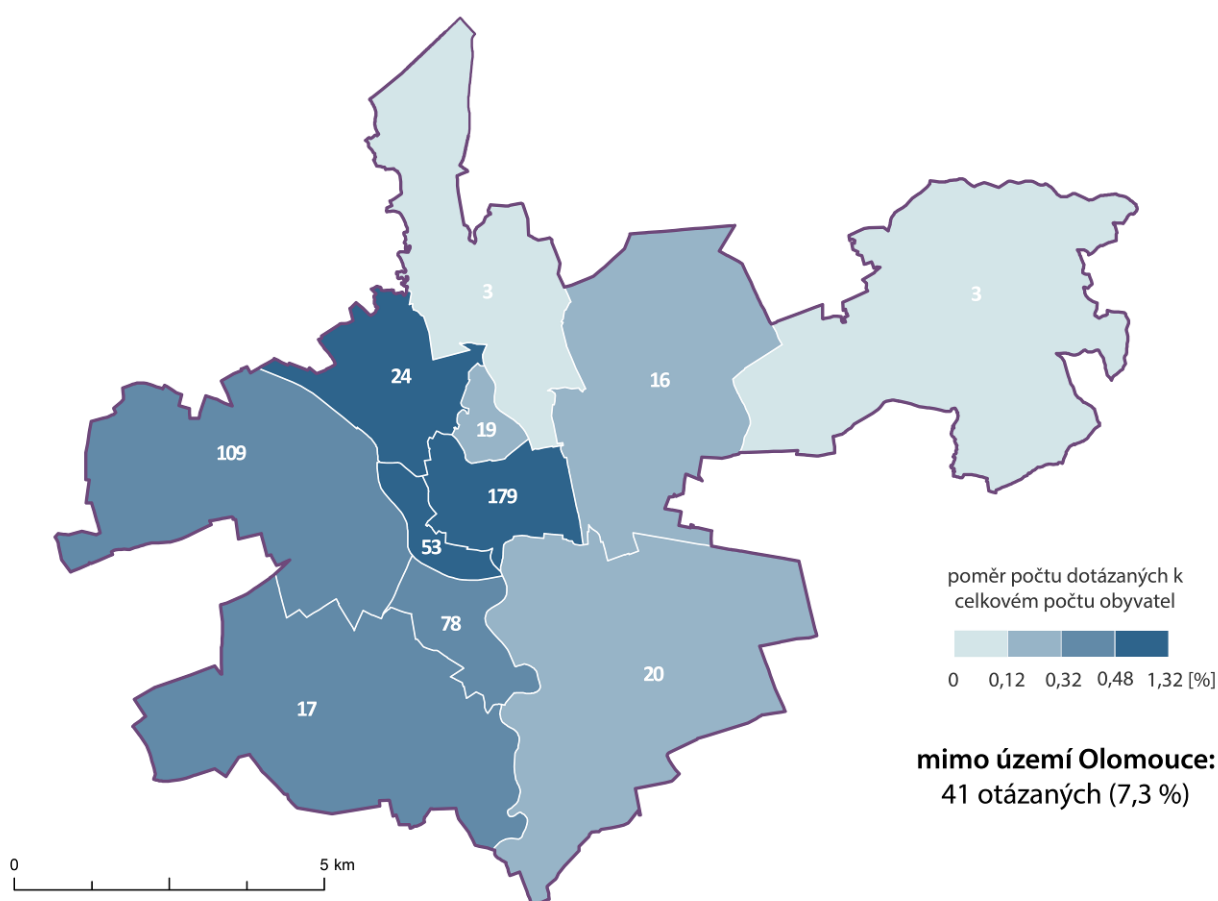 3
3
24
16
19
109
179
53
78
20
17
poměr počtu dotázaných k
celkovém počtu obyvatel
0 0,12 0,32 0,48 1,32 [%]
mimo území Olomouce:
41 otázaných (7,3 %)
0 5 km